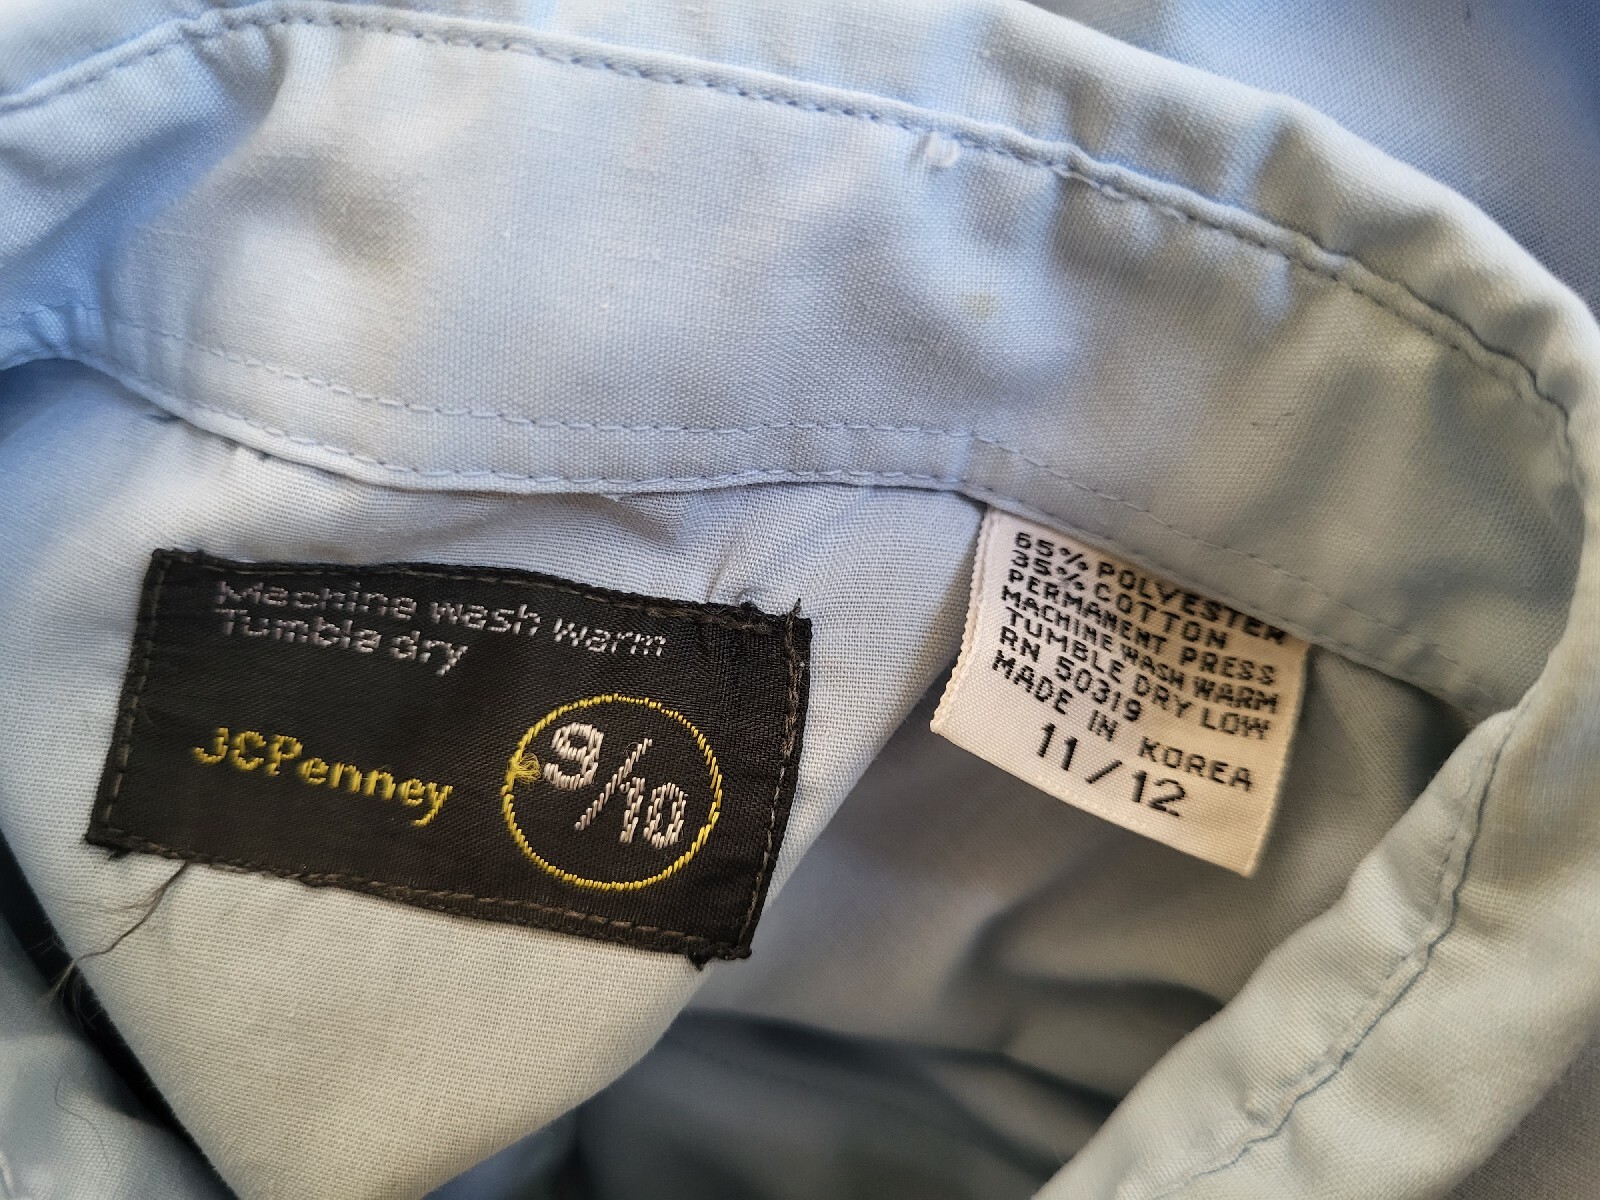 Machine wash warm
Tumble dry
JCPenney
9/10
65% POLYESTER
35% COTTON
PERMANENT PRESS
MACHINE WASH WARM
TUMBLE DRY LOW
RN 50319
MADE IN KOREA
11/12